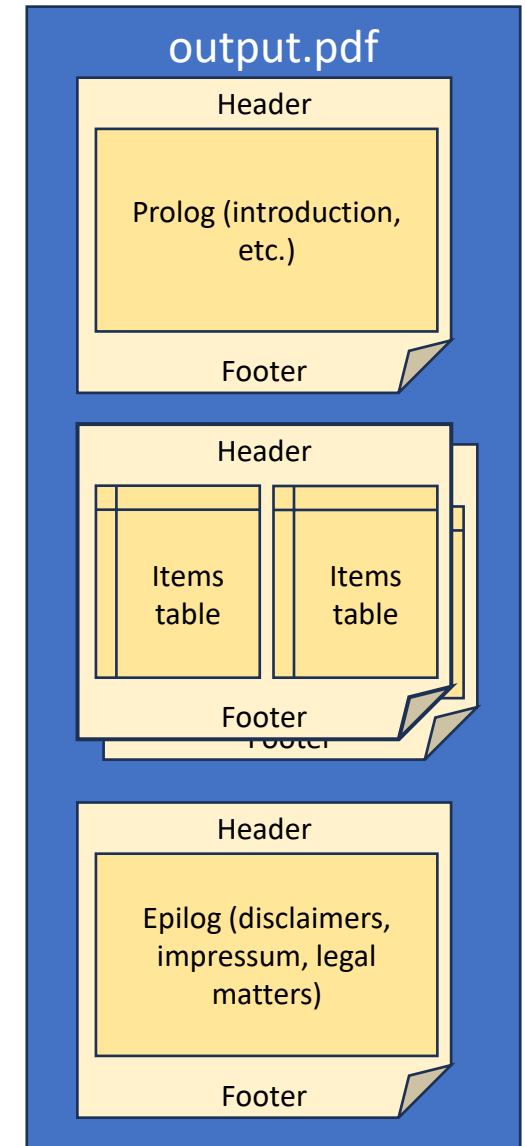 output.pdf
Header
Prolog (introduction,
etc.)
Footer
Header
Items
table
Items
table
Footer
Footer
Header
Epilog (disclaimers,
impressum, legal
matters)
Footer